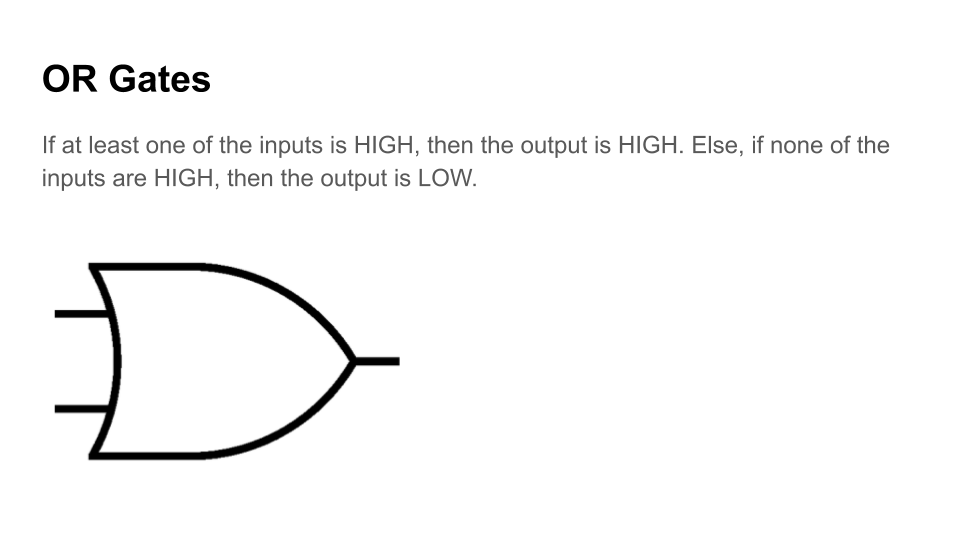 OR Gates
If at least one of the inputs is HIGH, then the output is HIGH. Else, if none of the
inputs are HIGH, then the output is LOW.